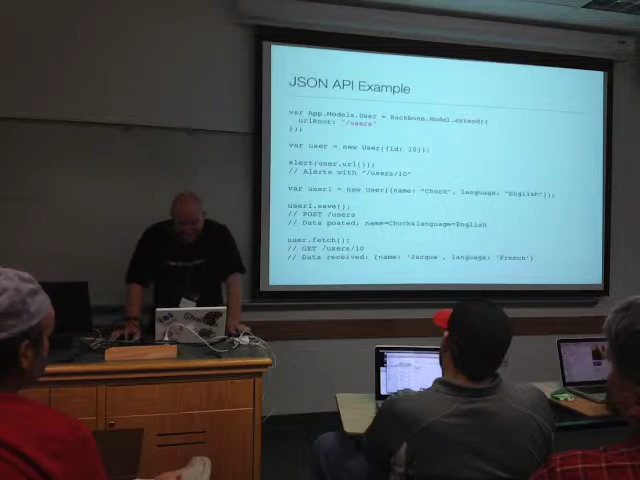 JSON API Example
var App.Models.User = Backbone.Model.extend({
urlRoot: "/users"
});
var user = new User({id: 10});
alert(user.url());
// Alerts with "/users/10"
var user1 = new User({name: "Chuck", language: "English"});
user1.save();
// POST /users
// Data posted: name=Chuck&language=English
user.fetch();
// GET /users/10
// Data received: {name: 'Jacque', language: 'French'}